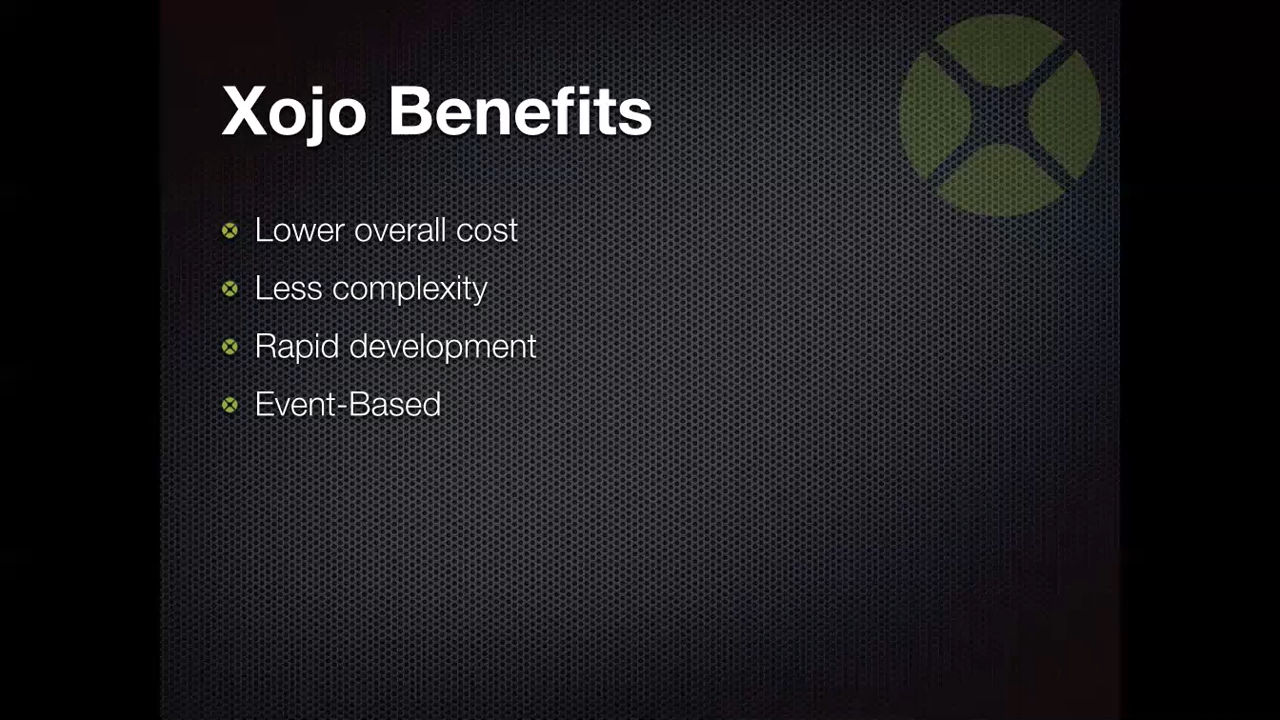 Xojo Benefits
Lower overall cost
Less complexity
Rapid development
Event-Based